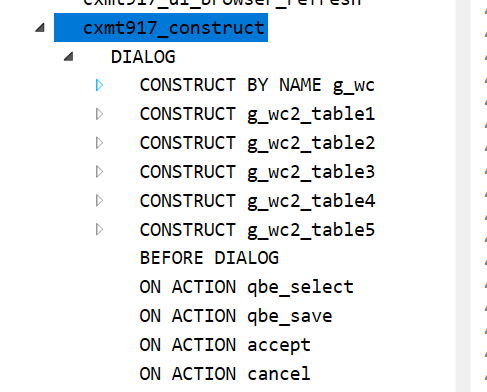 cxmt917_ui_browser_refresh
cxmt917_construct
DIALOG
CONSTRUCT BY NAME g_wc
CONSTRUCT g_wc2_table1
CONSTRUCT g_wc2_table2
CONSTRUCT g_wc2_table3
CONSTRUCT g_wc2_table4
CONSTRUCT g_wc2_table5
BEFORE DIALOG
ON ACTION qbe_select
ON ACTION qbe_save
ON ACTION accept
ON ACTION cancel